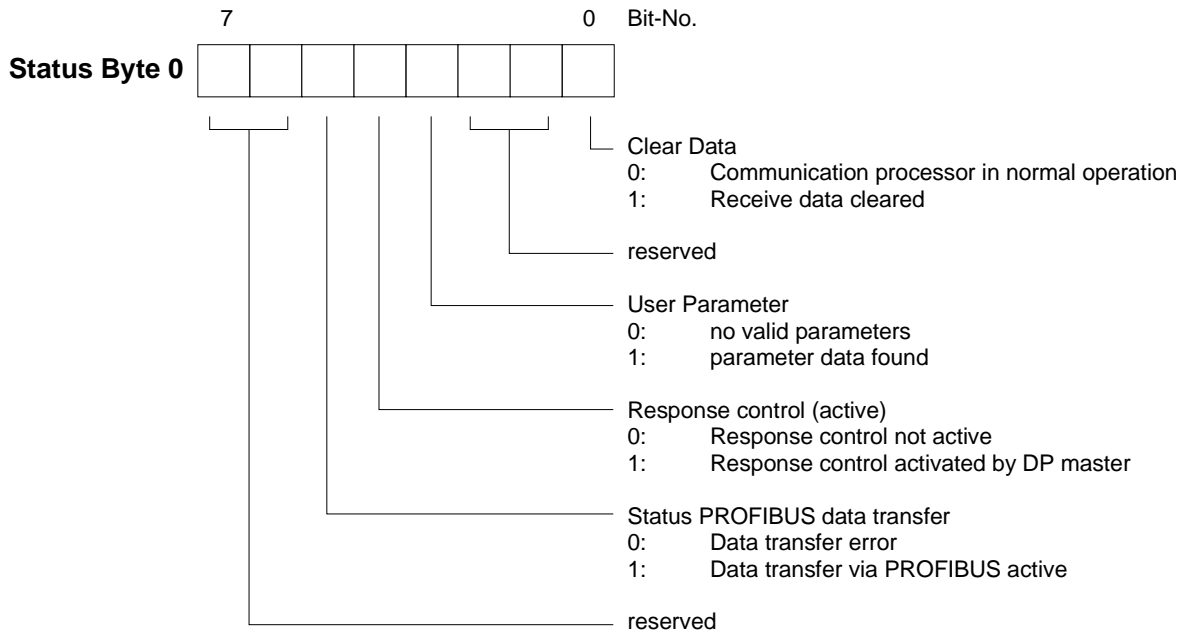 7 0 Bit-No.
Status Byte 0
Clear Data
0: Communication processor in normal operation
1: Receive data cleared
reserved
User Parameter
0: no valid parameters
1: parameter data found
Response control (active)
0: Response control not active
1: Response control activated by DP master
Status PROFIBUS data transfer
0: Data transfer error
1: Data transfer via PROFIBUS active
reserved